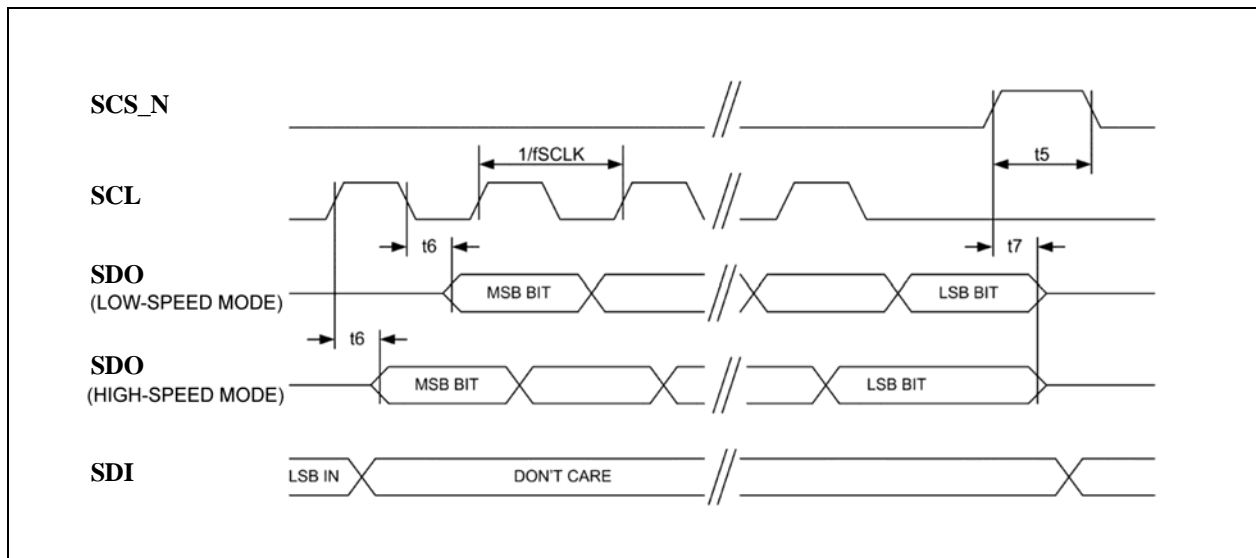 SCS_N
1/fSCLK
t5
SCL
t6
t7
SDO
(LOW-SPEED MODE)
MSB BIT
LSB BIT
t6
SDO
(HIGH-SPEED MODE)
MSB BIT
LSB BIT
SDI
LSB IN
DON'T CARE